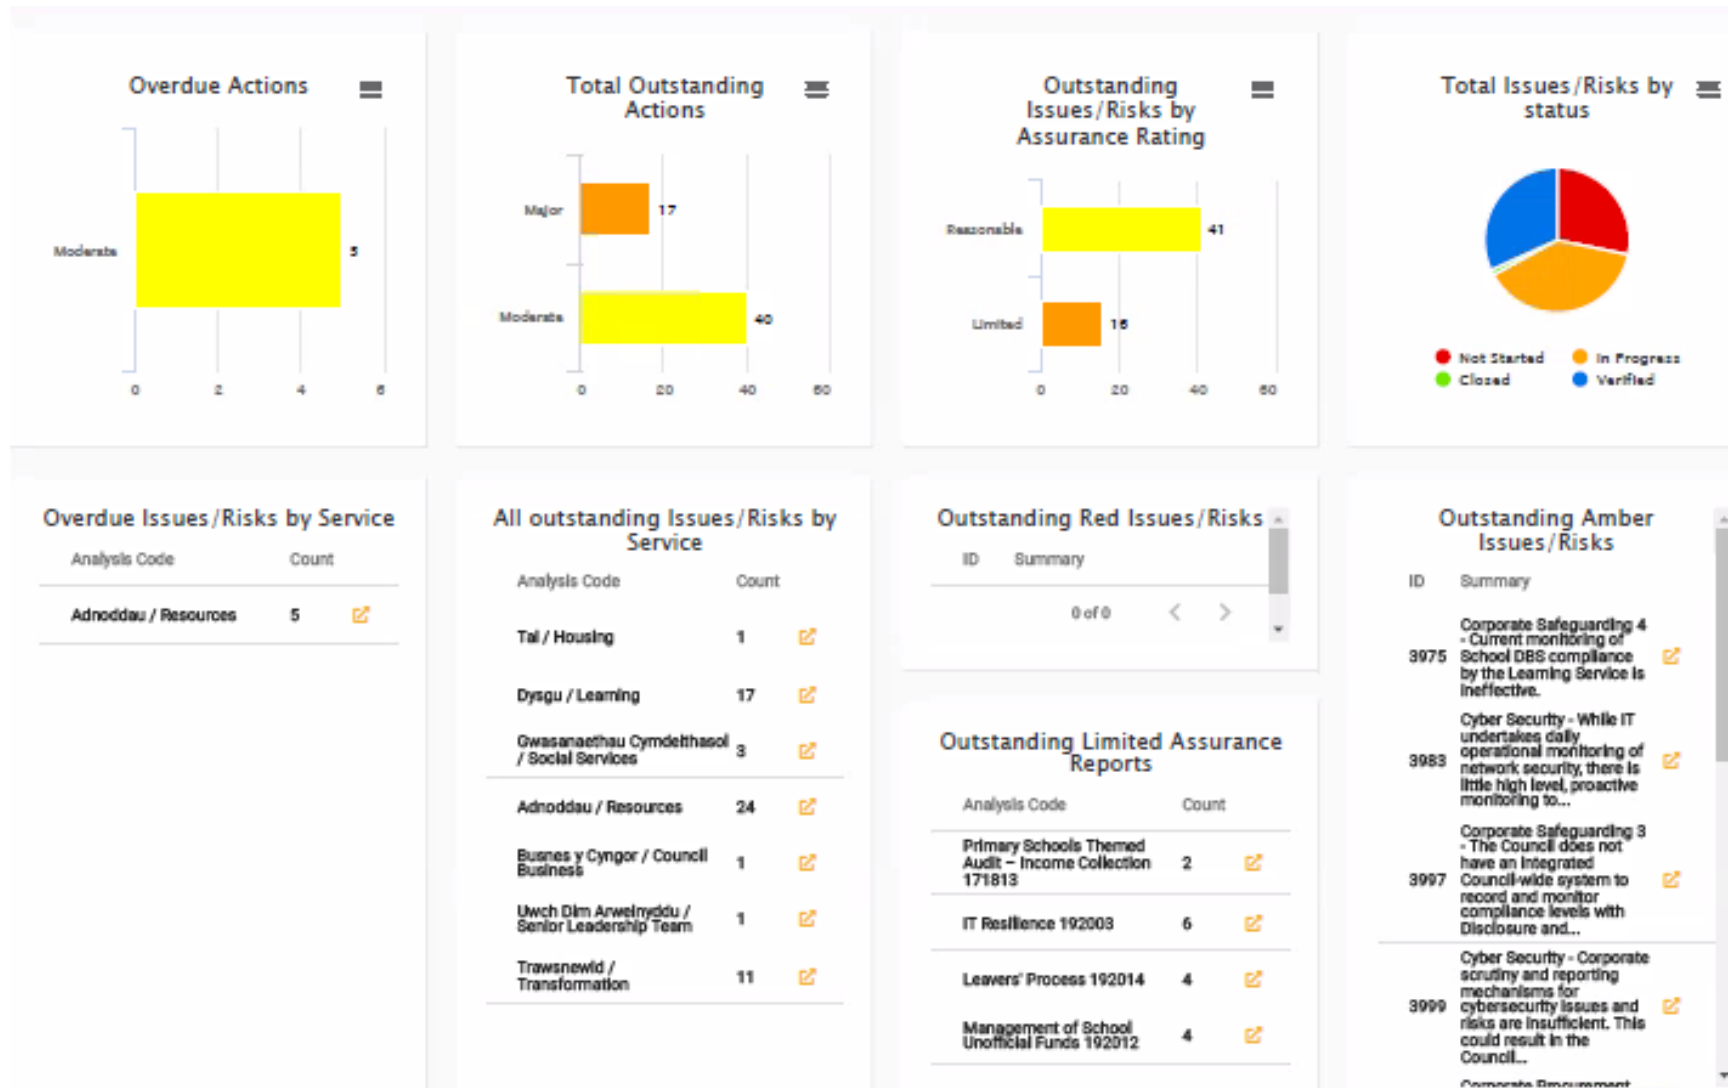 Overdue Actions
Moderate
5
0 2 4 6
Total Outstanding
Actions
Major
17
Moderate
40
0 20 40 60
Outstanding
Issues/Risks by
Assurance Rating
Reasonable
41
Limited
16
0 20 40 60
Total Issues/Risks by
status
Not Started In Progress
Closed Verified
Overdue Issues/Risks by Service
Analysis Code Count
Adnoddau / Resources 5
All outstanding Issues/Risks by
Service
Analysis Code Count
Tai / Housing 1
Dysgu / Learning 17
Gwasanaethau Cymdeithasol
/ Social Services 3
Adnoddau / Resources 24
Busnes y Cyngor / Council
Business 1
Uwch Dim Arweinyddu /
Senior Leadership Team 1
Trawsnewid /
Transformation 11
Outstanding Red Issues/Risks
ID Summary
0 of 0
Outstanding Limited Assurance
Reports
Analysis Code Count
Primary Schools Themed
Audit – Income Collection 2
171813
IT Resilience 192003 6
Leavers' Process 192014 4
Management of School
Unofficial Funds 192012 4
Outstanding Amber
Issues/Risks
ID Summary
Corporate Safeguarding 4
- Current monitoring of
3975 School DBS compliance
by the Learning Service is
ineffective.
Cyber Security - While IT
undertakes daily
operational monitoring of
3983 network security, there is
little high level, proactive
monitoring to...
Corporate Safeguarding 3
- The Council does not
have an integrated
3997 Council-wide system to
record and monitor
compliance levels with
Disclosure and...
Cyber Security - Corporate
scrutiny and reporting
mechanisms for
3999 cybersecurity issues and
risks are insufficient. This
could result in the
Council...
Corporate Procurement